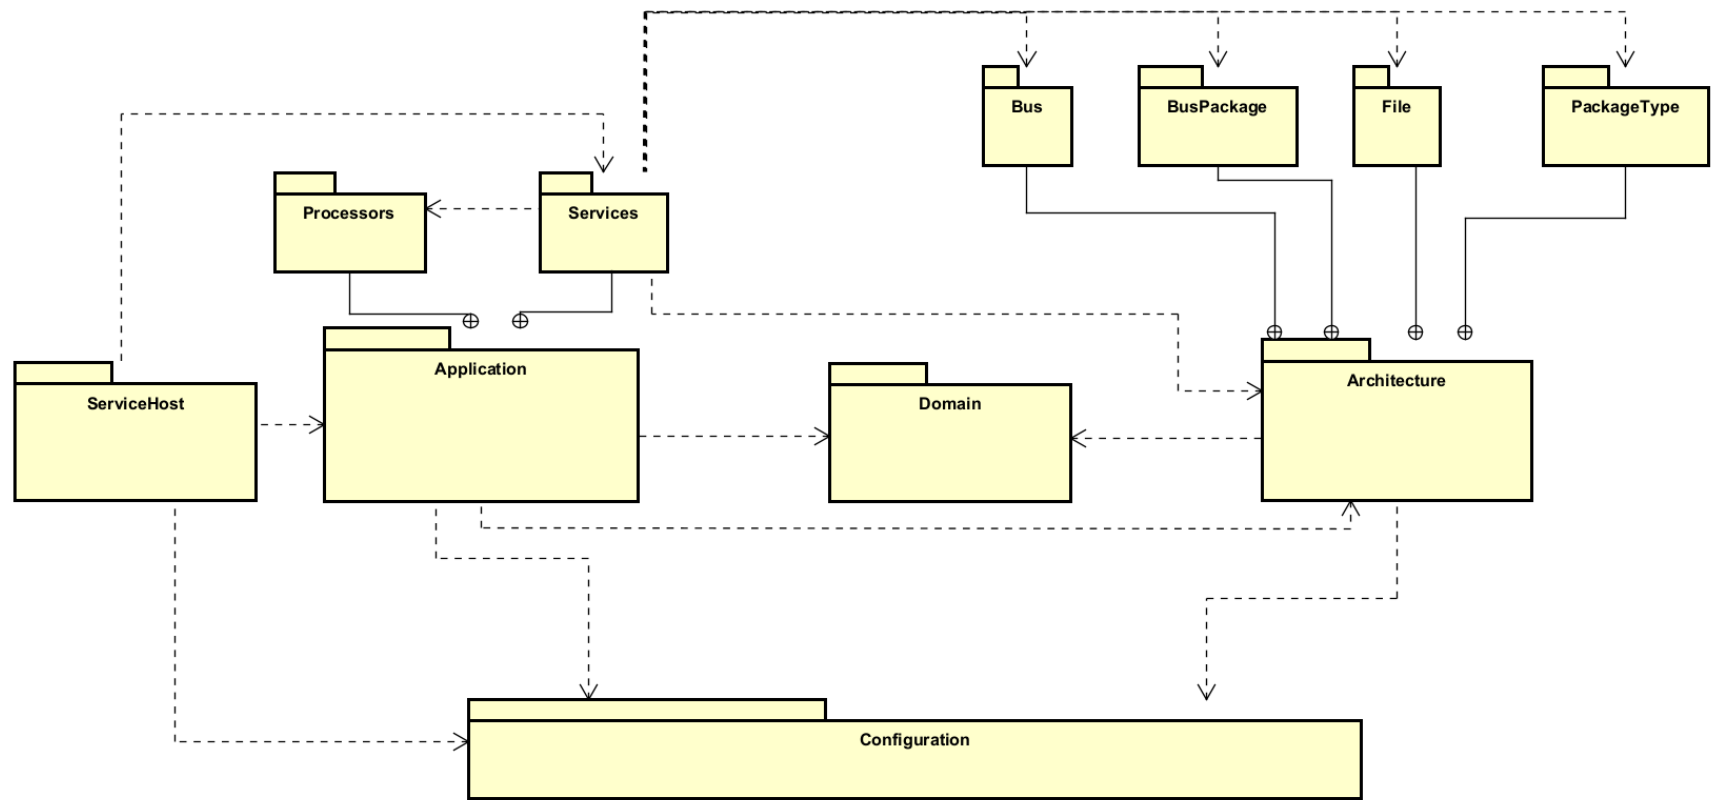 Bus
BusPackage
File
PackageType
Processors
Services
Application
Architecture
ServiceHost
Domain
Configuration